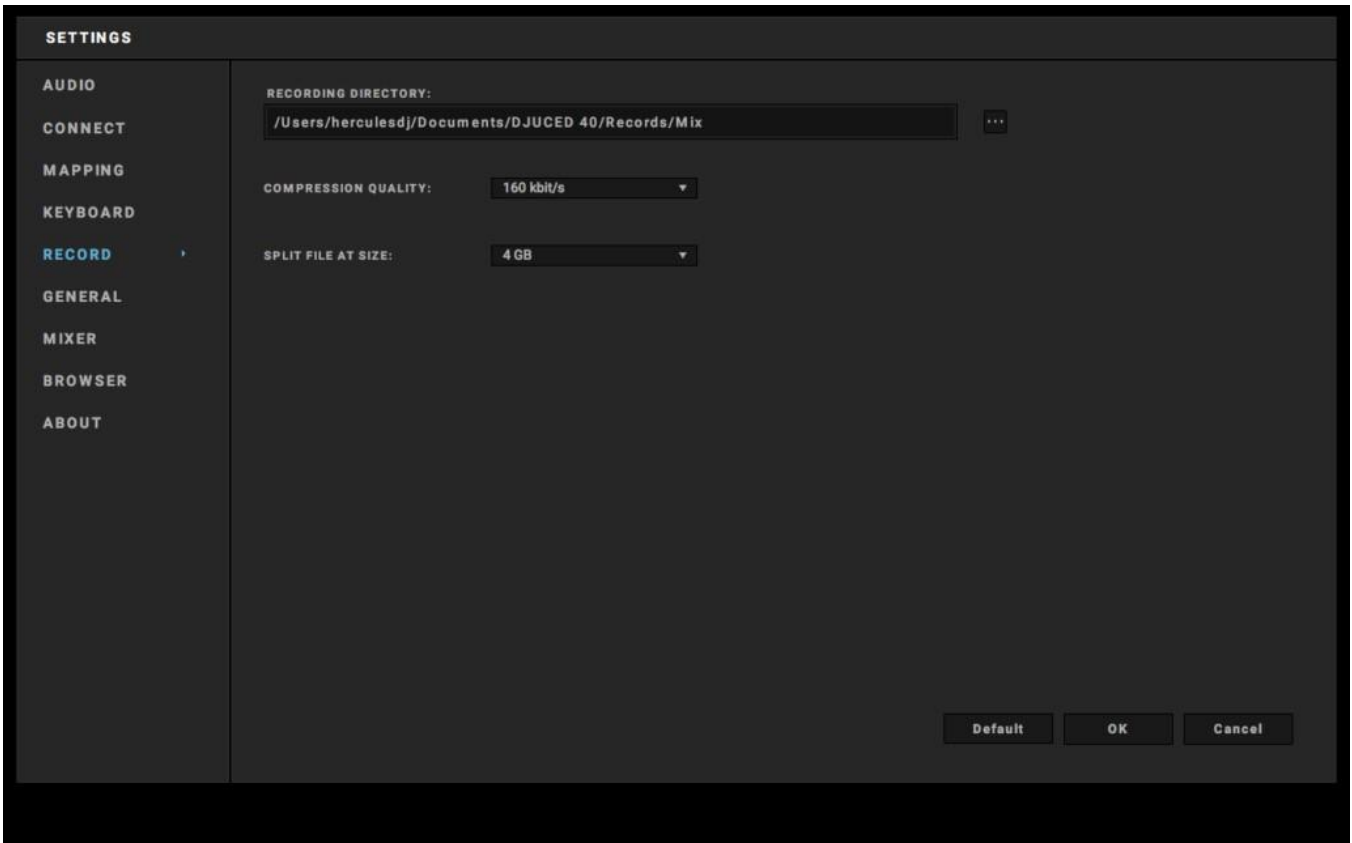 SETTINGS
AUDIO
CONNECT
MAPPING
KEYBOARD
RECORD
GENERAL
MIXER
BROWSER
ABOUT
RECORDING DIRECTORY:
/Users/herculesdj/Documents/DJUCED 40/Records/Mix
...
COMPRESSION QUALITY: 160 kbit/s
SPLIT FILE AT SIZE: 4 GB
Default OK Cancel